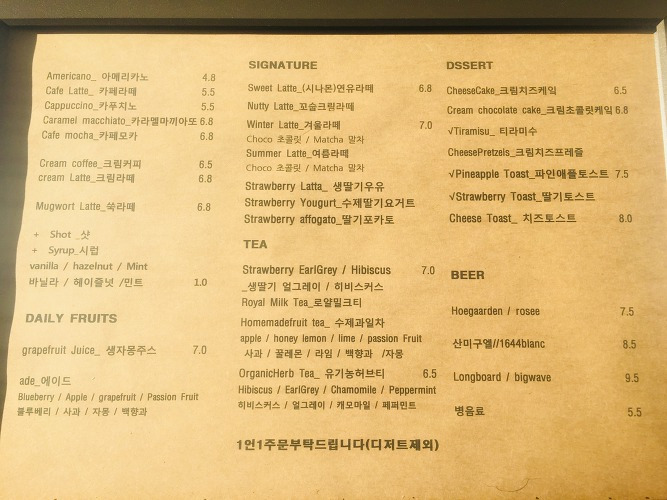 Americano_ 아메리카노 4.8
Cafe Latte_ 카페라떼 5.5
Cappuccino_카푸치노 5.5
Caramel macchiato_카라멜마끼아또 6.8
Cafe mocha_카페모카 6.8
Cream coffee_크림커피 6.5
cream Latte_크림라떼 6.8
Mugwort Latte_쑥라떼 6.8
+ Shot _샷
+ Syrup_시럽
vanilla / hazelnut / Mint
바닐라 / 헤이즐넛 /민트 1.0
DAILY FRUITS
grapefruit Juice_ 생자몽주스 7.0
ade_에이드
Blueberry / Apple / grapefruit / Passion Fruit
블루베리 / 사과 / 자몽 / 백향과
SIGNATURE
Sweet Latte_(시나몬)연유라떼 6.8
Nutty Latte_꼬숩크림라떼
Winter Latte_겨울라떼 7.0
Choco 초콜릿 / Matcha 말차
Summer Latte_여름라떼
Choco 초콜릿 / Matcha 말차
Strawberry Latta_ 생딸기우유
Strawberry Yougurt_수제딸기요거트
Strawberry affogato_딸기포카토
TEA
Strawberry EarlGrey / Hibiscus 7.0
_생딸기 얼그레이 / 히비스커스
Royal Milk Tea_로얄밀크티
Homemadefruit tea_ 수제과일차
apple / honey lemon / lime / passion Fruit
사과 / 꿀레몬 / 라임 / 백향과 /자몽
OrganicHerb Tea_ 유기농허브티 6.5
Hibiscus / EarlGrey / Chamomile / Peppermint
히비스커스 / 얼그레이 / 캐모마일 / 페퍼민트
DSSERT
CheeseCake_크림치즈케잌 6.5
Cream chocolate cake_크림초콜릿케잌 6.8
√Tiramisu_ 티라미수
CheesePretzels_크림치즈프레즐
√Pineapple Toast_파인애플토스트 7.5
√Strawberry Toast_딸기토스트
Cheese Toast_ 치즈토스트 8.0
BEER
Hoegaarden / rosee 7.5
산미구엘//1644blanc 8.5
Longboard / bigwave 9.5
병음료 5.5
1인1주문부탁드립니다(디저트제외)